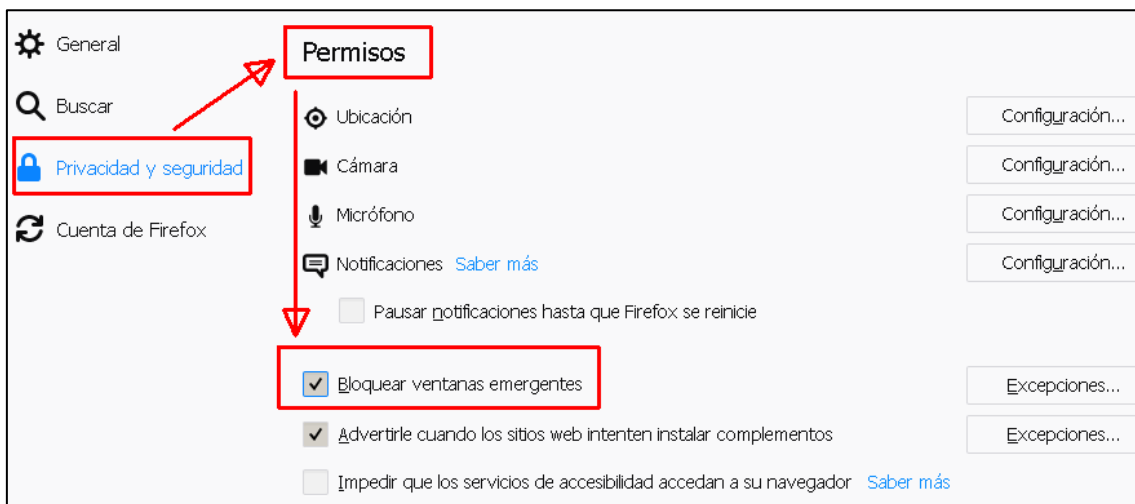 General
Buscar
Privacidad y seguridad
Cuenta de Firefox
Permisos
Ubicación Configuración...
Cámara Configuración...
Micrófono Configuración...
Notificaciones Saber más Configuración...
Pausar notificaciones hasta que Firefox se reinicie
Bloquear ventanas emergentes Excepciones...
Advertirle cuando los sitios web intenten instalar complementos Excepciones...
Impedir que los servicios de accesibilidad accedan a su navegador Saber más